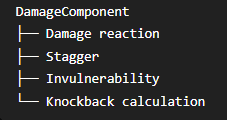 DamageComponent
├── Damage reaction
├── Stagger
├── Invulnerability
└── Knockback calculation